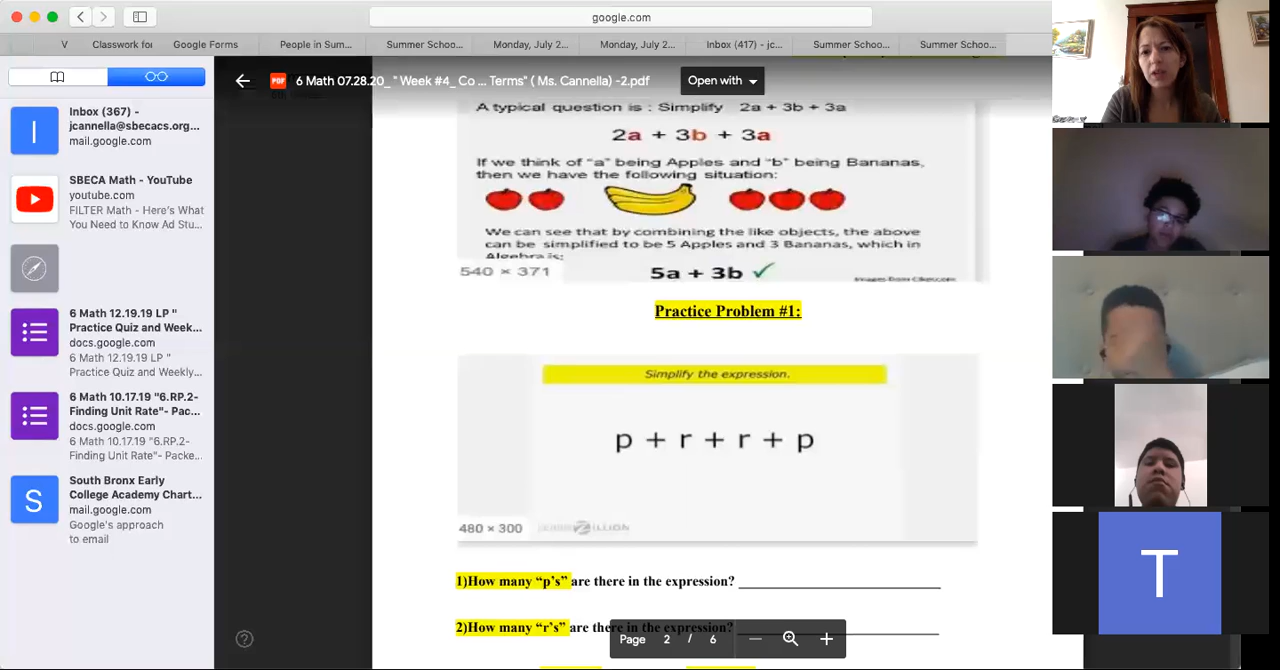 google.com
V
Classwork for
Google Forms
People in Sum...
Summer Schoo...
Monday, July 2...
Monday, July 2...
Inbox (417) - jc...
Summer Schoo...
Summer Schoo...
6 Math 07.28.20_ " Week #4_ Co ... Terms" ( Ms. Cannella) -2.pdf
PDF
Open with
I
Inbox (367) -
jcannella@sbecacs.org...
mail.google.com
SBECA Math - YouTube
youtube.com
FILTER Math - Here's What
You Need to Know Ad Stu...
6 Math 12.19.19 LP "
Practice Quiz and Week...
docs.google.com
6 Math 12.19.19 LP "
Practice Quiz and Weekly...
6 Math 10.17.19 "6.RP.2-
Finding Unit Rate"- Pac...
docs.google.com
6 Math 10.17.19 "6.RP.2-
Finding Unit Rate"- Packe...
S
South Bronx Early
College Academy Chart...
mail.google.com
Google's approach
to email
A typical question is : Simplify 2a + 3b + 3a
2a + 3b + 3a
If we think of "a" being Apples and "b" being Bananas,
then we have the following situation:
We can see that by combining the like objects, the above
can be simplified to be 5 Apples and 3 Bananas, which in
Algebra is:
540 × 371
5a + 3b ✓
Practice Problem #1:
Simplify the expression.
p + r + r + p
480 × 300
1)How many "p's" are there in the expression?
2)How many "r's" are there in the expression?
Page 2 / 6
T